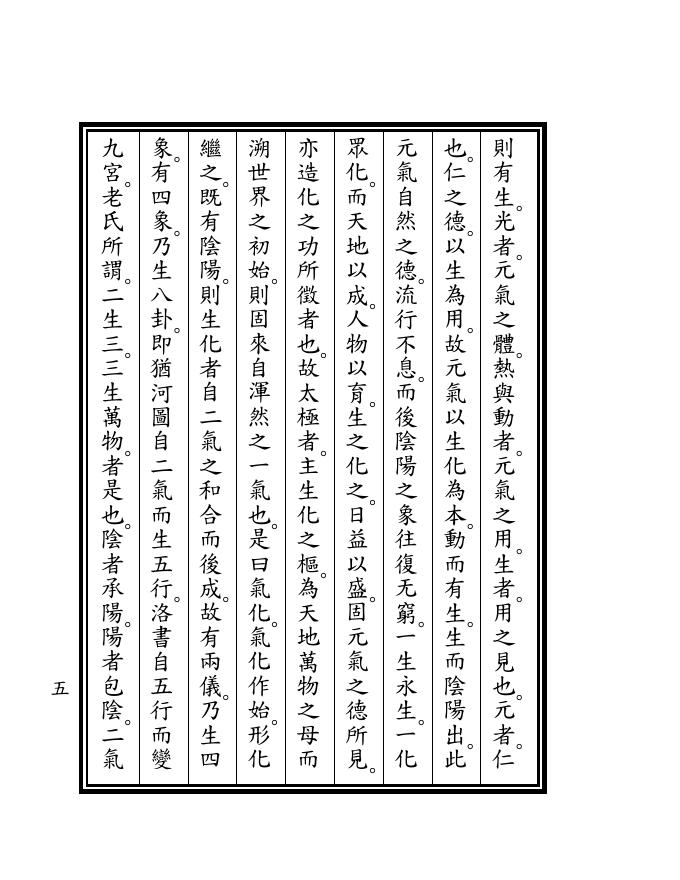 則有生。光者。元氣之體。熱與動者。元氣之用。生者。用之見也。元者。仁
也。仁之德。以生為用。故元氣以生化為本。動而有生。生而陰陽出。此
元氣自然之德。流行不息。而後陰陽之象往復无窮。一生永生。一化
眾化。而天地以成。人物以育。生之化之。日益以盛。固元氣之德所見。
亦造化之功所徵者也。故太極者。主生化之樞。為天地萬物之母而
溯世界之初始。則固來自渾然之一氣也。是曰氣化。氣化作始。形化
繼之。既有陰陽。則生化者自二氣之和合而後成。故有兩儀。乃生四
象。有四象。乃生八卦。即猶河圖自二氣而生五行。洛書自五行而變
九宮。老氏所謂。二生三。三生萬物。者是也。陰者承陽。陽者包陰。二氣
五